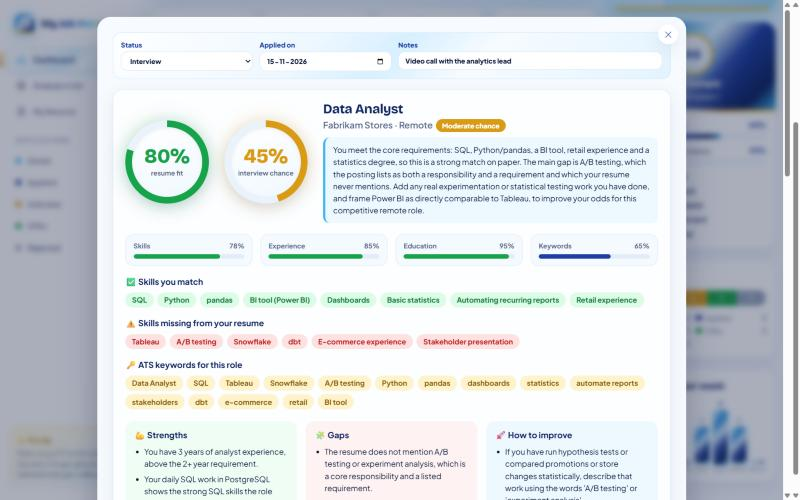 Status
Applied on
Notes
Interview
15-11-2026
Video call with the analytics lead
Data Analyst
Fabrikam Stores · Remote
Moderate chance
80%
resume fit
45%
interview chance
You meet the core requirements: SQL, Python/pandas, a BI tool, retail experience and a
statistics degree, so this is a strong match on paper. The main gap is A/B testing, which
the posting lists as both a responsibility and a requirement and which your resume
never mentions. Add any real experimentation or statistical testing work you have done,
and frame Power BI as directly comparable to Tableau, to improve your odds for this
competitive role.
Skills 78%
Experience 85%
Education 95%
Keywords 65%
Skills you match
SQL Python pandas BI tool (Power BI) Dashboards Basic statistics Automating recurring reports Retail experience
Skills missing from your resume
Tableau A/B testing Snowflake dbt E-commerce experience Stakeholder presentation
ATS keywords for this role
Data Analyst SQL Tableau Snowflake A/B testing Python pandas dashboards statistics automate reports
stakeholders dbt e-commerce retail BI tool
Strengths
You have 3 years of analyst experience,
above the 2+ year requirement.
Your daily SQL work in PostgreSQL
shows the strong SQL skills the role
Gaps
The resume does not mention A/B
testing or experiment analysis, which is
a core responsibility and a listed
requirement.
How to improve
If you have run hypothesis tests or
compared promotions or store
changes statistically, describe that
work using the words 'A/B testing' or